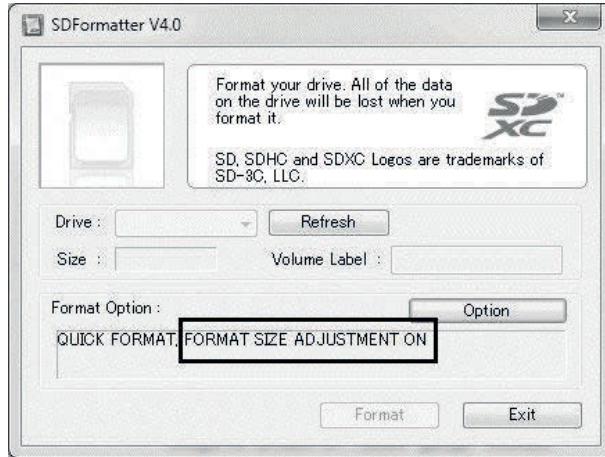 SDFormatter V4.0
Format your drive. All of the data
on the drive will be lost when you
format it.
SD XC™
SD, SDHC and SDXC Logos are trademarks of
SD-3C, LLC.
Drive :
Refresh
Size :
Volume Label :
Format Option :
Option
QUICK FORMAT, FORMAT SIZE ADJUSTMENT ON
Format
Exit